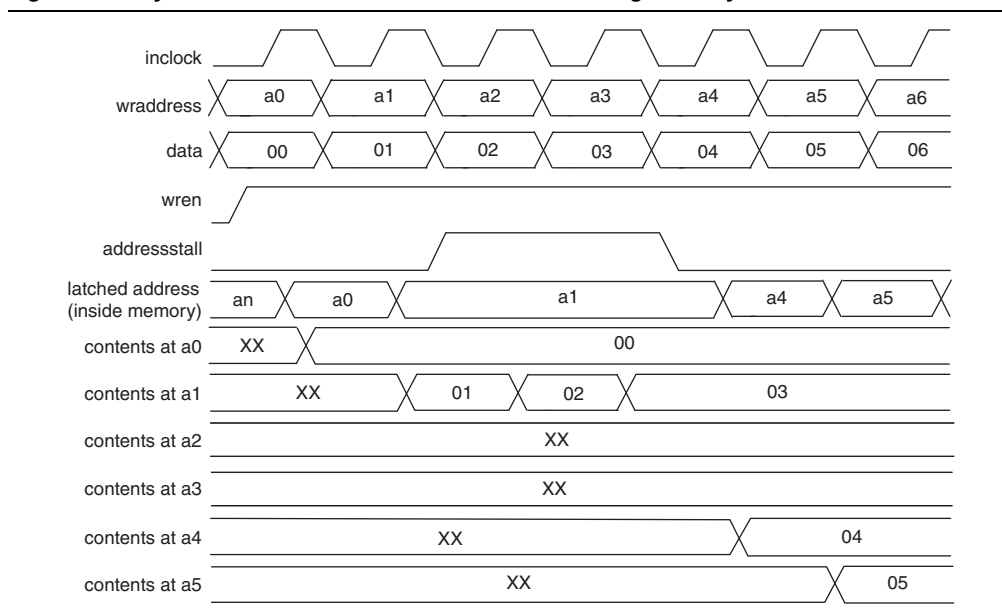 inclock
wraddress a0 a1 a2 a3 a4 a5 a6
data 00 01 02 03 04 05 06
wren
addressstall
latched address
(inside memory) an a0 a1 a4 a5
contents at a0 XX 00
contents at a1 XX 01 02 03
contents at a2 XX
contents at a3 XX
contents at a4 XX 04
contents at a5 XX 05